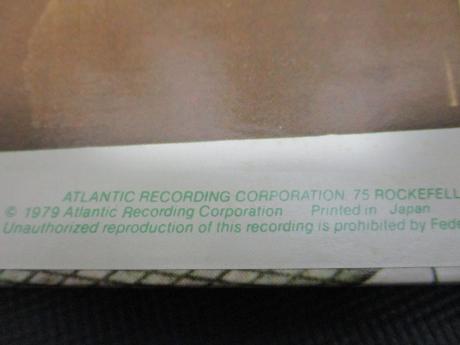 ATLANTIC RECORDING CORPORATION, 75 ROCKEFELL
© 1979 Atlantic Recording Corporation Printed in Japan
Unauthorized reproduction of this recording is prohibited by Fede